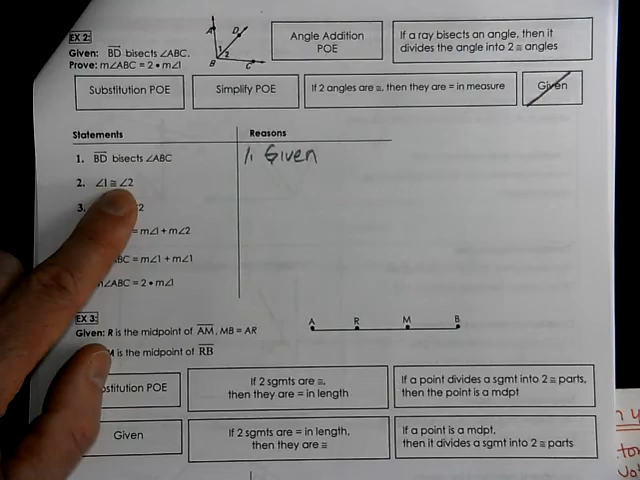 EX 2:
Given: BD bisects ∠ABC.
Prove: m∠ABC = 2 • m∠1
A
D
1
2
B
C
Angle Addition
POE
If a ray bisects an angle, then it
divides the angle into 2 ≅ angles
Substitution POE
Simplify POE
If 2 angles are ≅, then they are = in measure
Given
Statements
Reasons
1. BD bisects ∠ABC
1. Given
2. ∠1 ≅ ∠2
3.
2
= m∠1 + m∠2
BC = m∠1 + m∠1
∠ABC = 2 • m∠1
EX 3:
Given: R is the midpoint of AM, MB = AR
M is the midpoint of RB
A R M B
stitution POE
If 2 sgmts are ≅,
then they are = in length
If a point divides a sgmt into 2 ≅ parts,
then the point is a mdpt
Given
If 2 sgmts are = in length,
then they are ≅
If a point is a mdpt,
then it divides a sgmt into 2 ≅ parts